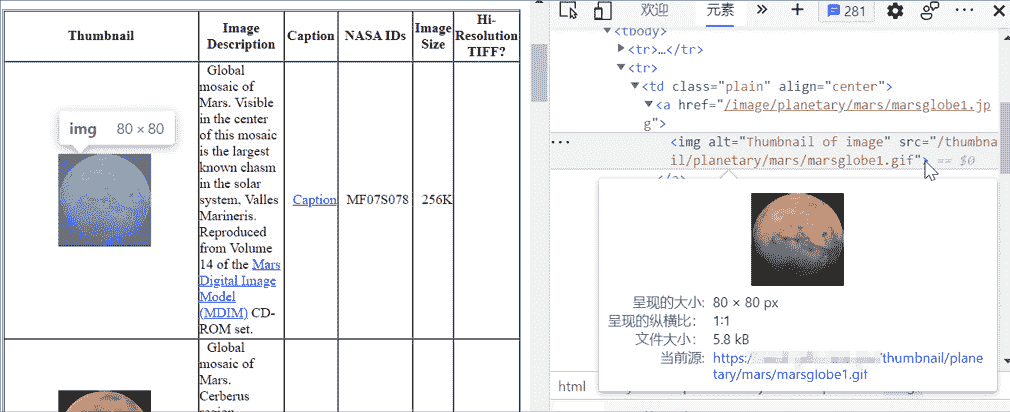 Thumbnail
Image
Description
Caption
NASA IDs
Image
Size
Hi-
Resolution
TIFF?
img 80 × 80
Global
mosaic of
Mars. Visible
in the center
of this mosaic
is the largest
known chasm
in the solar
system, Valles
Marineris.
Reproduced
from Volume
14 of the Mars
Digital Image
Model
(MDIM) CD-
ROM set.
Caption
MF07S078
256K
Global
mosaic of
Mars.
Cerberus
欢迎
元素
281
<tbody>
<tr>…</tr>
<tr>
<td class="plain" align="center">
<a href="/image/planetary/mars/marsglobe1.jp
g">
<img alt="Thumbnail of image" src="/thumbna
il/planetary/mars/marsglobe1.gif"> == $0
呈现的大小: 80 × 80 px
呈现的纵横比: 1:1
文件大小: 5.8 kB
当前源: https:/ /thumbnail/plane
tary/mars/marsglobe1.gif
html